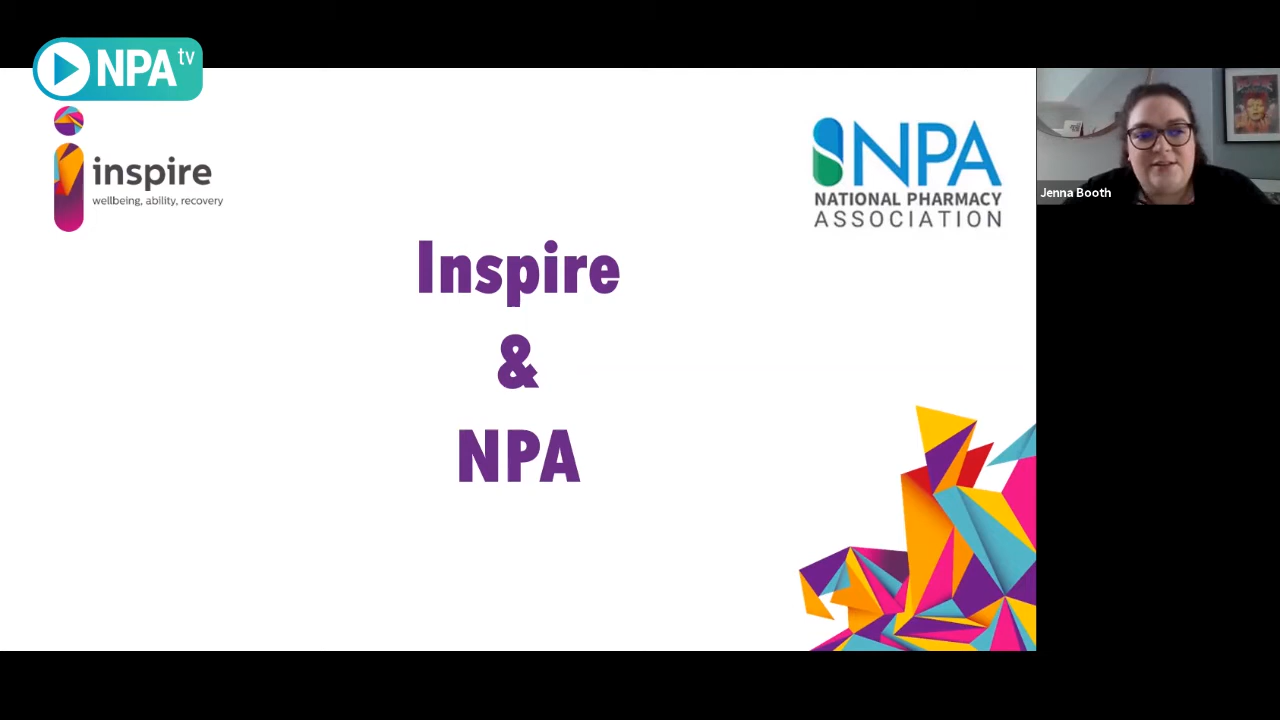 NPA tv
inspire
wellbeing, ability, recovery
NPA
NATIONAL PHARMACY
ASSOCIATION
Jenna Booth
Inspire
&
NPA